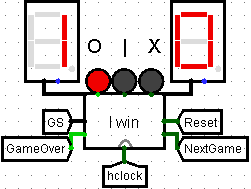 1 0
O | X
I win
GS Reset
GameOver NextGame
hclock